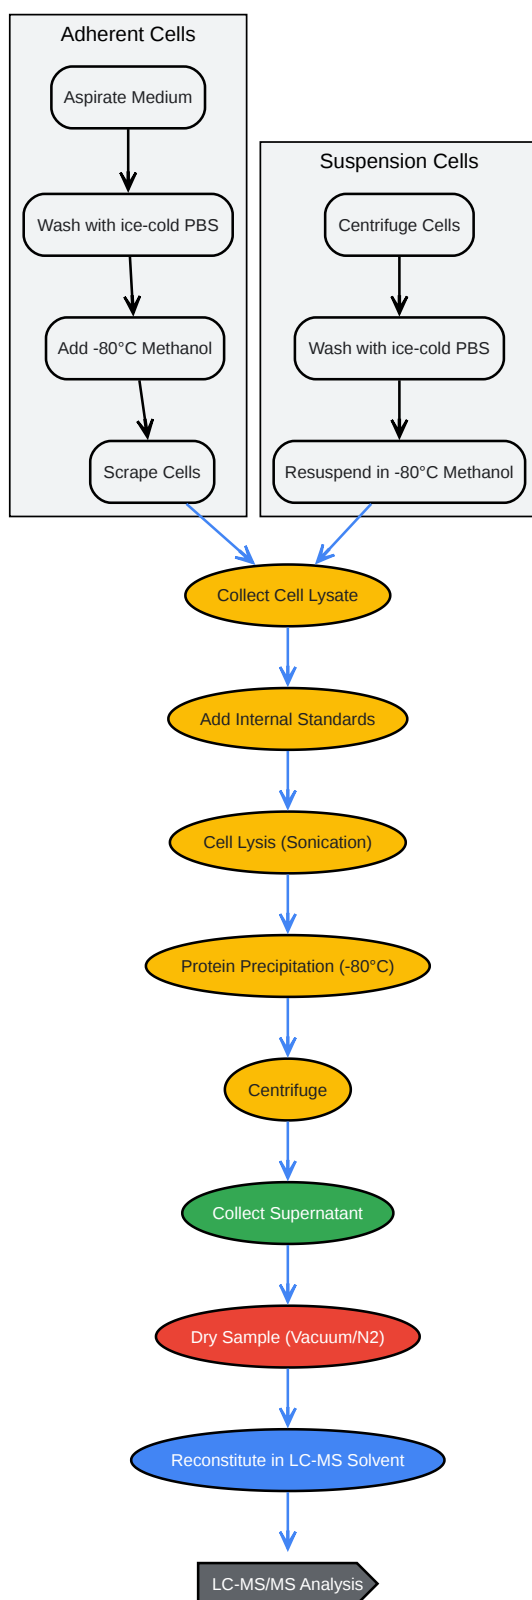 Adherent Cells
Aspirate Medium
Wash with ice-cold PBS
Add -80°C Methanol
Scrape Cells
Suspension Cells
Centrifuge Cells
Wash with ice-cold PBS
Resuspend in -80°C Methanol
Collect Cell Lysate
Add Internal Standards
Cell Lysis (Sonication)
Protein Precipitation (-80°C)
Centrifuge
Collect Supernatant
Dry Sample (Vacuum/N2)
Reconstitute in LC-MS Solvent
LC-MS/MS Analysis